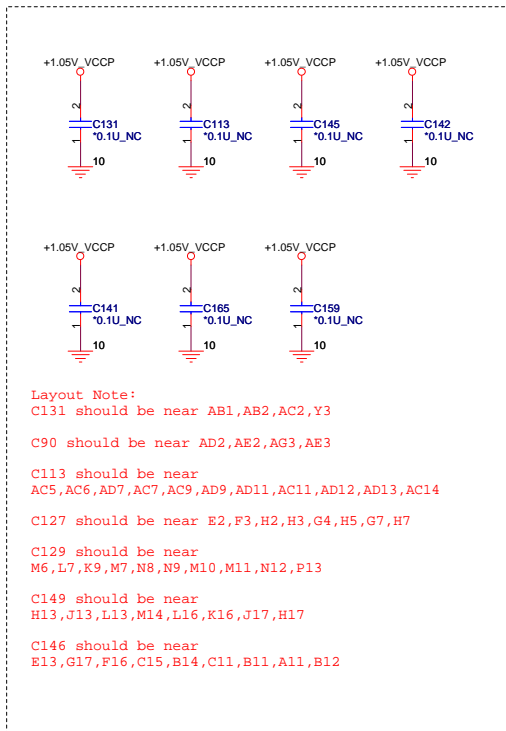 +1.05V_VCCP +1.05V_VCCP +1.05V_VCCP +1.05V_VCCP
2 2 2 2
C131 C113 C145 C142
*0.1U_NC *0.1U_NC *0.1U_NC *0.1U_NC
1 1 1 1
10 10 10 10
+1.05V_VCCP +1.05V_VCCP +1.05V_VCCP
2 2 2
C141 C165 C159
*0.1U_NC *0.1U_NC *0.1U_NC
1 1 1
10 10 10
Layout Note:
C131 should be near AB1,AB2,AC2,Y3
C90 should be near AD2,AE2,AG3,AE3
C113 should be near
AC5,AC6,AD7,AC7,AC9,AD9,AD11,AC11,AD12,AD13,AC14
C127 should be near E2,F3,H2,H3,G4,H5,G7,H7
C129 should be near
M6,L7,K9,M7,N8,N9,M10,M11,N12,P13
C149 should be near
H13,J13,L13,M14,L16,K16,J17,H17
C146 should be near
E13,G17,F16,C15,B14,C11,B11,A11,B12